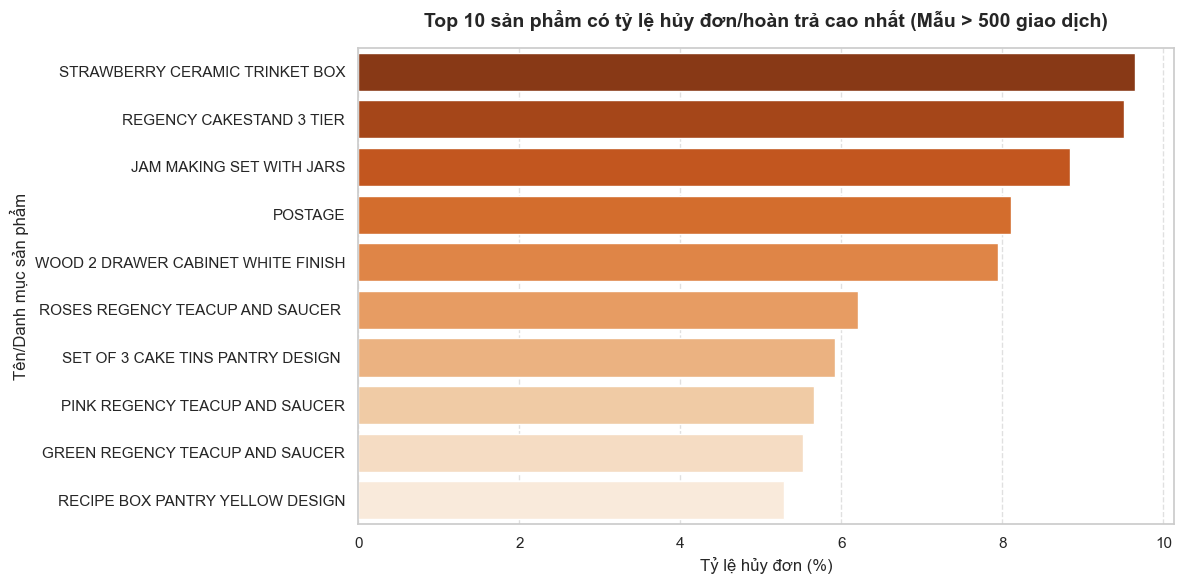 Top 10 sản phẩm có tỷ lệ hủy đơn/hoàn trả cao nhất (Mẫu > 500 giao dịch)
Tên/Danh mục sản phẩm
STRAWBERRY CERAMIC TRINKET BOX
REGENCY CAKESTAND 3 TIER
JAM MAKING SET WITH JARS
POSTAGE
WOOD 2 DRAWER CABINET WHITE FINISH
ROSES REGENCY TEACUP AND SAUCER
SET OF 3 CAKE TINS PANTRY DESIGN
PINK REGENCY TEACUP AND SAUCER
GREEN REGENCY TEACUP AND SAUCER
RECIPE BOX PANTRY YELLOW DESIGN
0 2 4 6 8 10
Tỷ lệ hủy đơn (%)